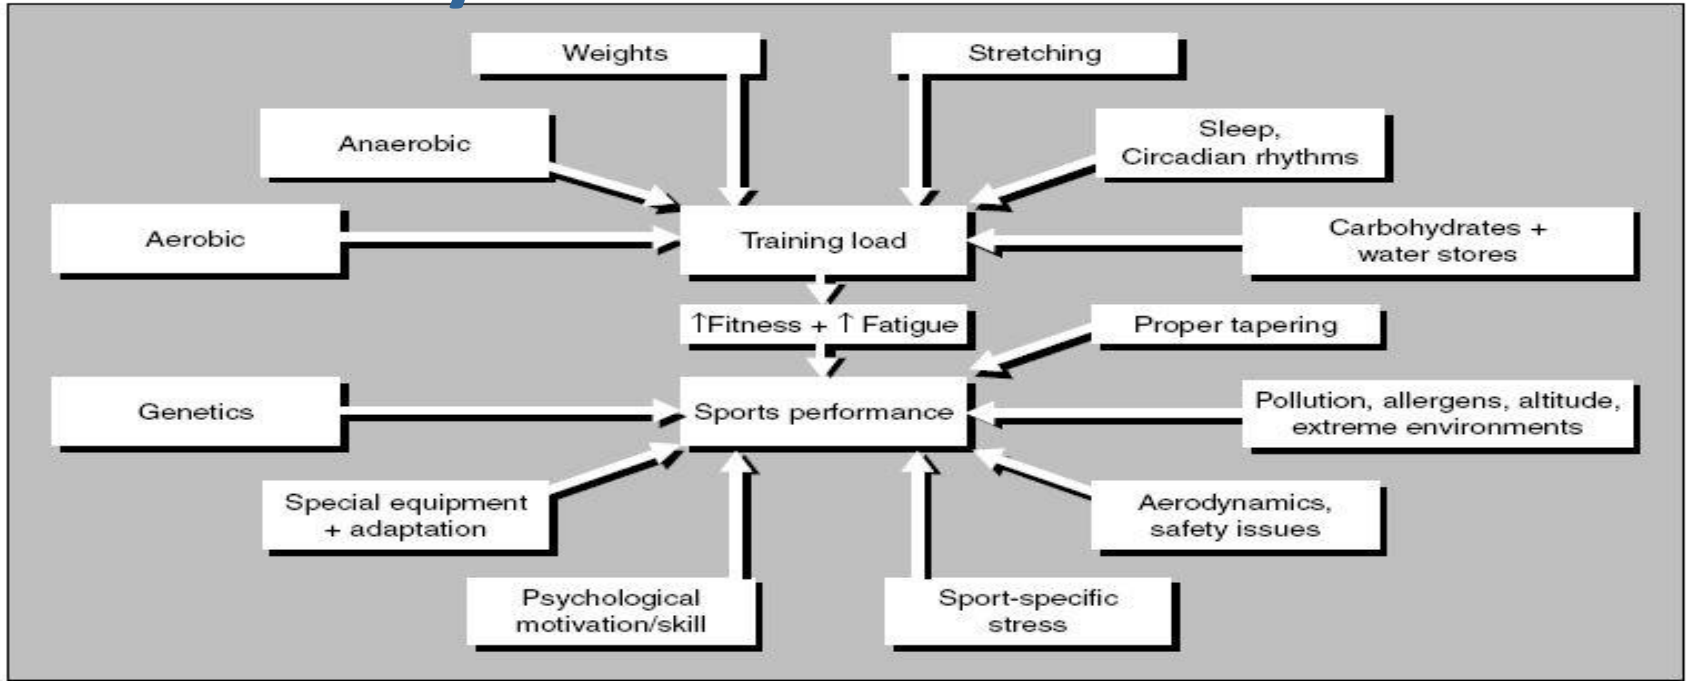 Weights
Stretching
Anaerobic
Sleep,
Circadian rhythms
Aerobic
Training load
Carbohydrates +
water stores
↑Fitness + ↑ Fatigue
Proper tapering
Genetics
Sports performance
Pollution, allergens, altitude,
extreme environments
Special equipment
+ adaptation
Aerodynamics,
safety issues
Psychological
motivation/skill
Sport-specific
stress